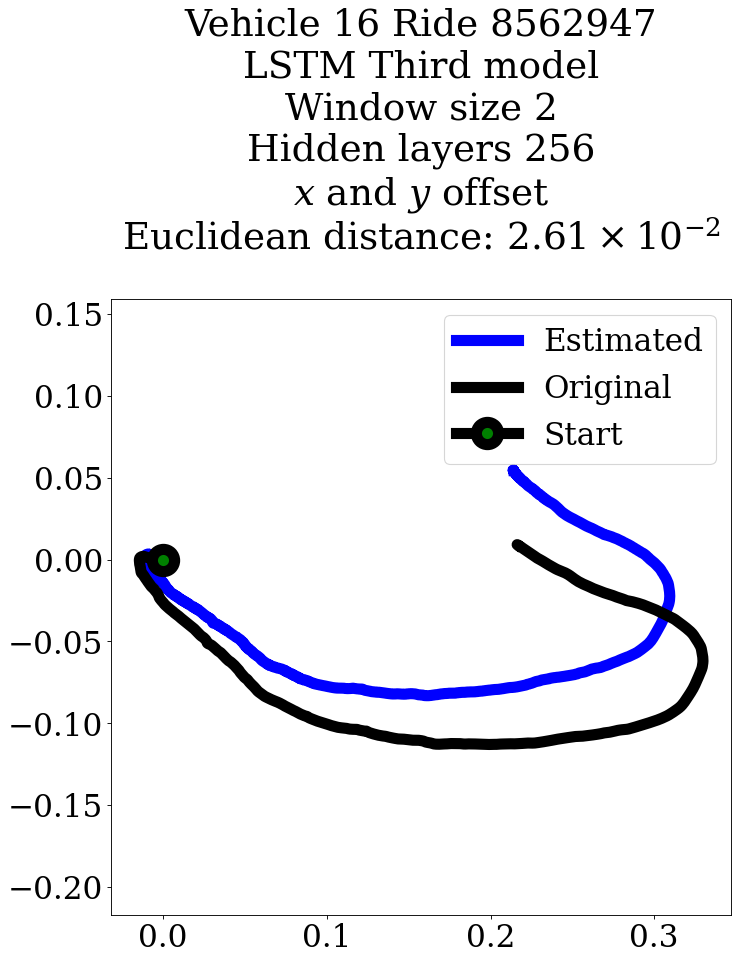 Vehicle 16 Ride 8562947
LSTM Third model
Window size 2
Hidden layers 256
x and y offset
Euclidean distance: 2.61 × 10⁻²
Estimated
Original
Start
0.15
0.10
0.05
0.00
−0.05
−0.10
−0.15
−0.20
0.0 0.1 0.2 0.3